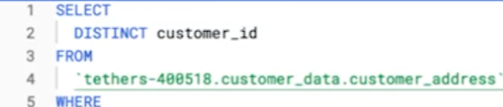 1 SELECT
2 DISTINCT customer_id
3 FROM
4 `tethers-400518.customer_data.customer_address`
5 WHERE